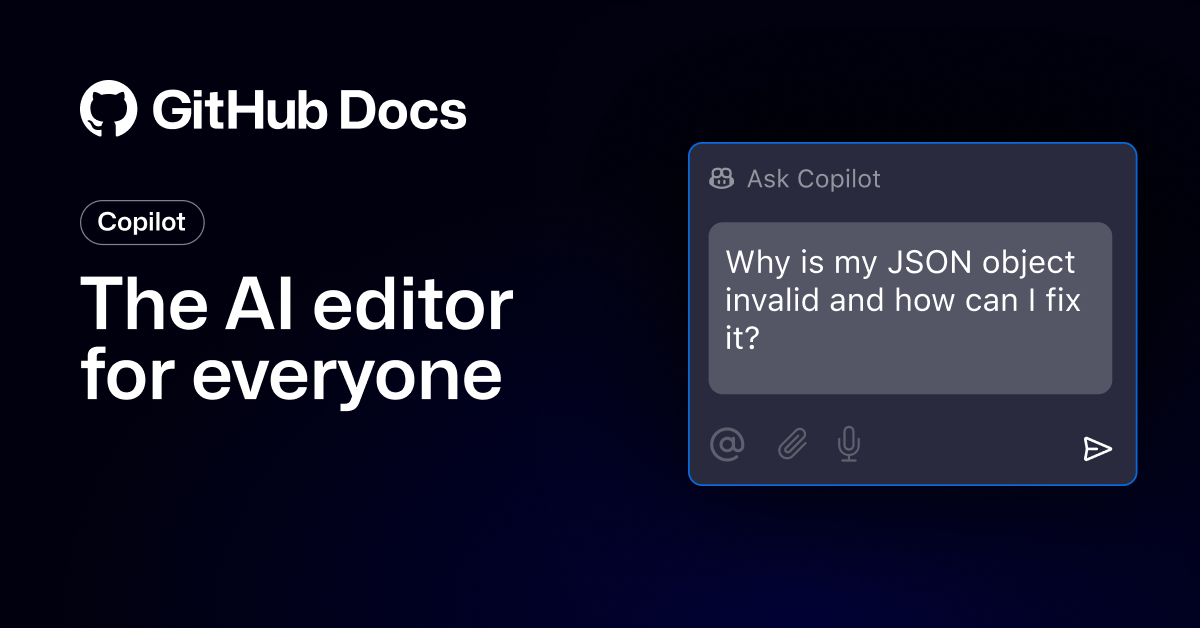 GitHub Docs
Copilot
The AI editor
for everyone
Ask Copilot
Why is my JSON object
invalid and how can I fix
it?
@